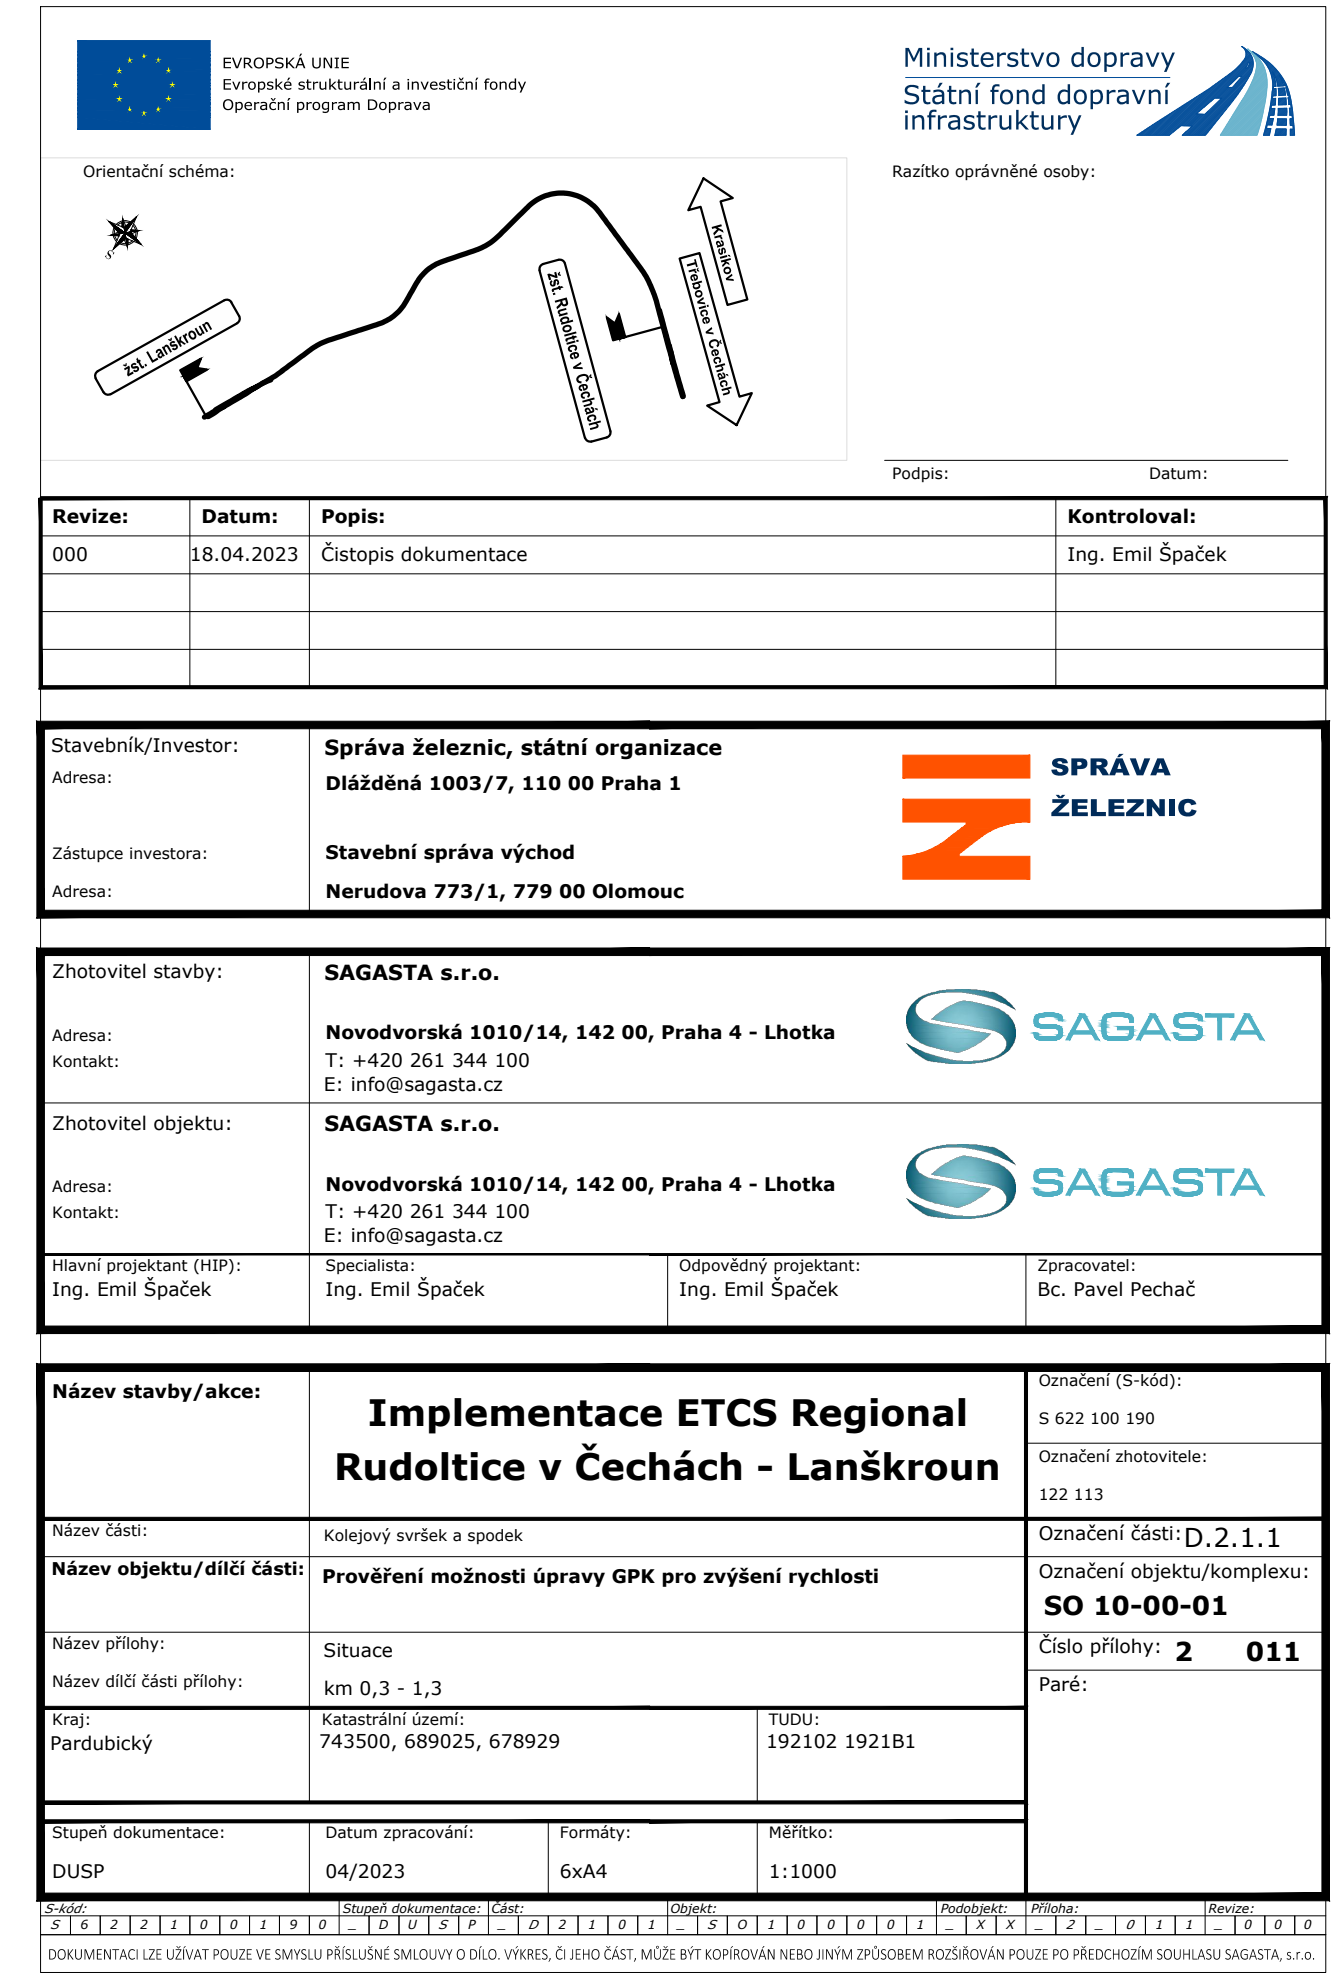 EVROPSKÁ UNIE
Evropské strukturální a investiční fondy
Operační program Doprava
Ministerstvo dopravy
Státní fond dopravní
infrastruktury
Orientační schéma:
Razítko oprávněné osoby:
S
Krasíkov
Třebovice v Čechách
žst. Rudoltice v Čechách
žst. Lanškroun
Podpis: Datum:
Revize: Datum: Popis: Kontroloval:
000 18.04.2023 Čistopis dokumentace Ing. Emil Špaček
Stavebník/Investor: Správa železnic, státní organizace
Adresa: Dlážděná 1003/7, 110 00 Praha 1
SPRÁVA
ŽELEZNIC
Zástupce investora: Stavební správa východ
Adresa: Nerudova 773/1, 779 00 Olomouc
Zhotovitel stavby: SAGASTA s.r.o.
SAGASTA
Adresa: Novodvorská 1010/14, 142 00, Praha 4 - Lhotka
Kontakt: T: +420 261 344 100
E: info@sagasta.cz
Zhotovitel objektu: SAGASTA s.r.o.
SAGASTA
Adresa: Novodvorská 1010/14, 142 00, Praha 4 - Lhotka
Kontakt: T: +420 261 344 100
E: info@sagasta.cz
Hlavní projektant (HIP): Specialista: Odpovědný projektant: Zpracovatel:
Ing. Emil Špaček Ing. Emil Špaček Ing. Emil Špaček Bc. Pavel Pechač
Název stavby/akce:
Implementace ETCS Regional
Rudoltice v Čechách - Lanškroun
Označení (S-kód):
S 622 100 190
Označení zhotovitele:
122 113
Název části: Kolejový svršek a spodek
Označení části: D.2.1.1
Název objektu/dílčí části: Prověření možnosti úpravy GPK pro zvýšení rychlosti
Označení objektu/komplexu:
SO 10-00-01
Název přílohy: Situace
Číslo přílohy: 2 011
Název dílčí části přílohy: km 0,3 - 1,3
Paré:
Kraj: Katastrální území: TUDU:
Pardubický 743500, 689025, 678929 192102 1921B1
Stupeň dokumentace: Datum zpracování: Formáty: Měřítko:
DUSP 04/2023 6xA4 1:1000
S-kód: Stupeň dokumentace: Část: Objekt: Podobjekt: Příloha: Revize:
S 6 2 2 1 0 0 1 9 0 _ D U S P _ D 2 1 0 1 _ S O 1 0 0 0 0 1 _ X X _ 2 _ 0 1 1 _ 0 0 0
DOKUMENTACI LZE UŽÍVAT POUZE VE SMYSLU PŘÍSLUŠNÉ SMLOUVY O DÍLO. VÝKRES, ČI JEHO ČÁST, MŮŽE BÝT KOPÍROVÁN NEBO JINÝM ZPŮSOBEM ROZŠIŘOVÁN POUZE PO PŘEDCHOZÍM SOUHLASU SAGASTA, s.r.o.